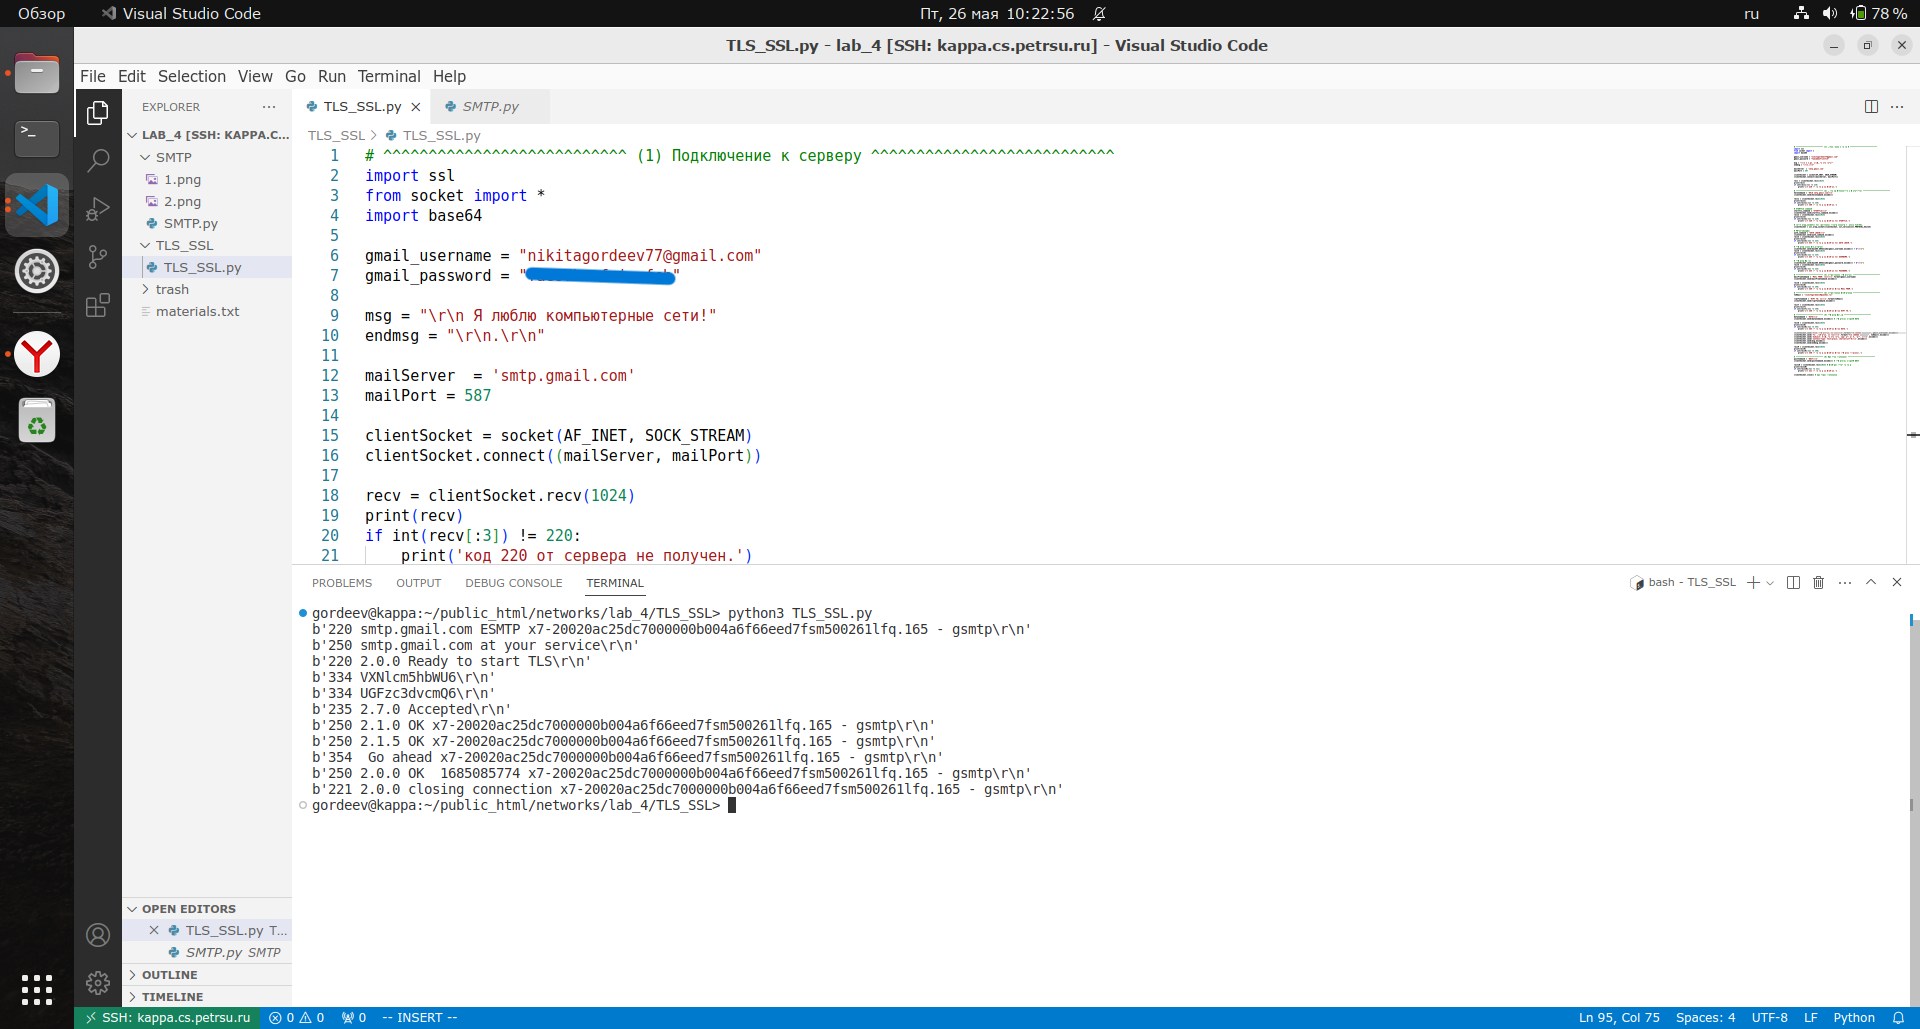 Обзор
Visual Studio Code
Пт, 26 мая 10:22:56
ru
78 %
TLS_SSL.py - lab_4 [SSH: kappa.cs.petrsu.ru] - Visual Studio Code
File Edit Selection View Go Run Terminal Help
EXPLORER
LAB_4 [SSH: KAPPA.C...
SMTP
1.png
2.png
SMTP.py
TLS_SSL
TLS_SSL.py
trash
materials.txt
OPEN EDITORS
TLS_SSL.py T...
SMTP.py SMTP
OUTLINE
TIMELINE
TLS_SSL.py
SMTP.py
TLS_SSL > TLS_SSL.py
1 # ^^^^^^^^^^^^^^^^^^^^^^^^^^^ (1) Подключение к серверу ^^^^^^^^^^^^^^^^^^^^^^^^^^^
2 import ssl
3 from socket import *
4 import base64
5
6 gmail_username = "nikitagordeev77@gmail.com"
7 gmail_password = " "
8
9 msg = "\r\n Я люблю компьютерные сети!"
10 endmsg = "\r\n.\r\n"
11
12 mailServer  = 'smtp.gmail.com'
13 mailPort = 587
14
15 clientSocket = socket(AF_INET, SOCK_STREAM)
16 clientSocket.connect((mailServer, mailPort))
17
18 recv = clientSocket.recv(1024)
19 print(recv)
20 if int(recv[:3]) != 220:
21     print('код 220 от сервера не получен.')
PROBLEMS OUTPUT DEBUG CONSOLE TERMINAL
bash - TLS_SSL
gordeev@kappa:~/public_html/networks/lab_4/TLS_SSL> python3 TLS_SSL.py
b'220 smtp.gmail.com ESMTP x7-20020ac25dc7000000b004a6f66eed7fsm500261lfq.165 - gsmtp\r\n'
b'250 smtp.gmail.com at your service\r\n'
b'220 2.0.0 Ready to start TLS\r\n'
b'334 VXNlcm5hbWU6\r\n'
b'334 UGFzc3dvcmQ6\r\n'
b'235 2.7.0 Accepted\r\n'
b'250 2.1.0 OK x7-20020ac25dc7000000b004a6f66eed7fsm500261lfq.165 - gsmtp\r\n'
b'250 2.1.5 OK x7-20020ac25dc7000000b004a6f66eed7fsm500261lfq.165 - gsmtp\r\n'
b'354  Go ahead x7-20020ac25dc7000000b004a6f66eed7fsm500261lfq.165 - gsmtp\r\n'
b'250 2.0.0 OK  1685085774 x7-20020ac25dc7000000b004a6f66eed7fsm500261lfq.165 - gsmtp\r\n'
b'221 2.0.0 closing connection x7-20020ac25dc7000000b004a6f66eed7fsm500261lfq.165 - gsmtp\r\n'
gordeev@kappa:~/public_html/networks/lab_4/TLS_SSL>
SSH: kappa.cs.petrsu.ru 0 0 0 -- INSERT --
Ln 95, Col 75 Spaces: 4 UTF-8 LF Python